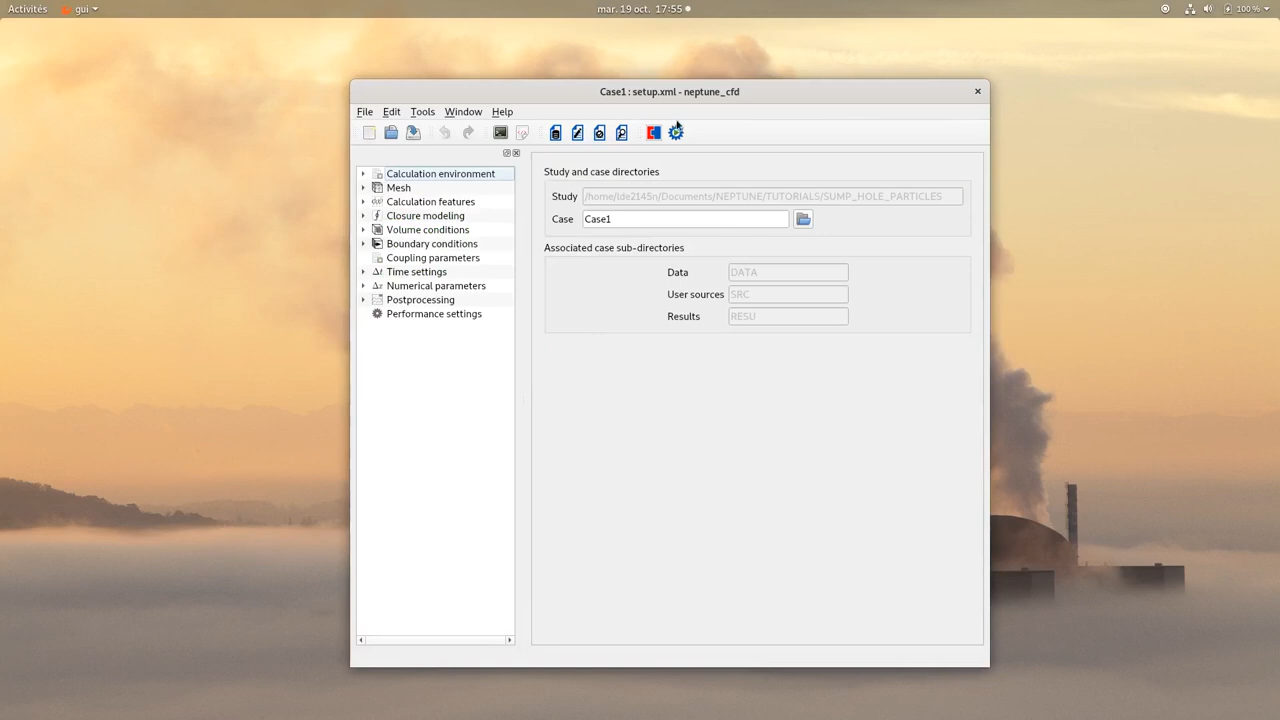 Activités gui mar. 19 oct. 17:55 100 %
Case1 : setup.xml - neptune_cfd
File Edit Tools Window Help
Calculation environment
Mesh
Calculation features
Closure modeling
Volume conditions
Boundary conditions
Coupling parameters
Δt Time settings
Δx Numerical parameters
Postprocessing
Performance settings
Study and case directories
Study /home/lde2145n/Documents/NEPTUNE/TUTORIALS/SUMP_HOLE_PARTICLES
Case Case1
Associated case sub-directories
Data DATA
User sources SRC
Results RESU